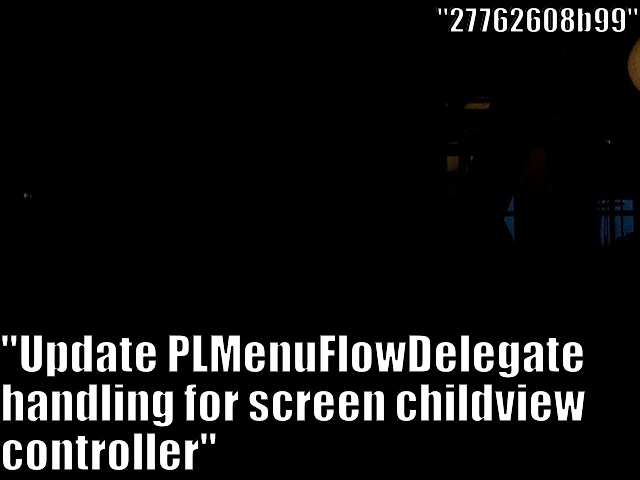 "27762608b99"
"Update PLMenuFlowDelegate
handling for screen childview
controller"